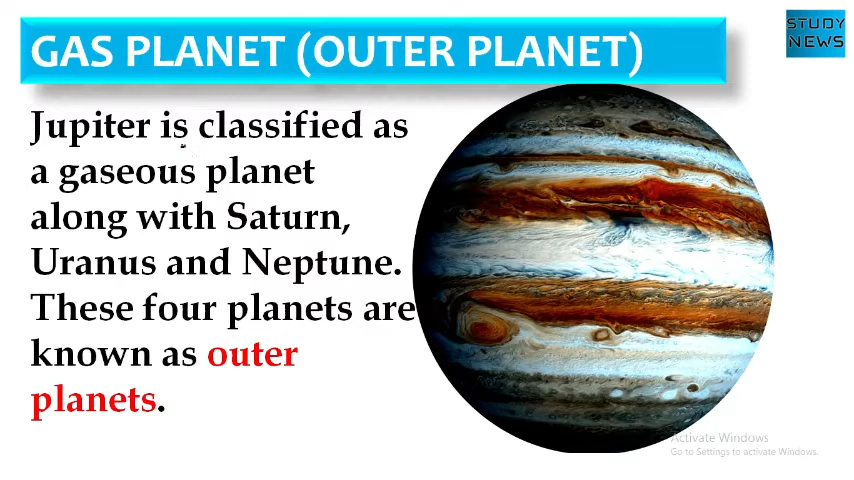 GAS PLANET (OUTER PLANET)
STUDY
NEWS
Jupiter is classified as
a gaseous planet
along with Saturn,
Uranus and Neptune.
These four planets are
known as outer
planets.
Activate Windows
Go to Settings to activate Windows.